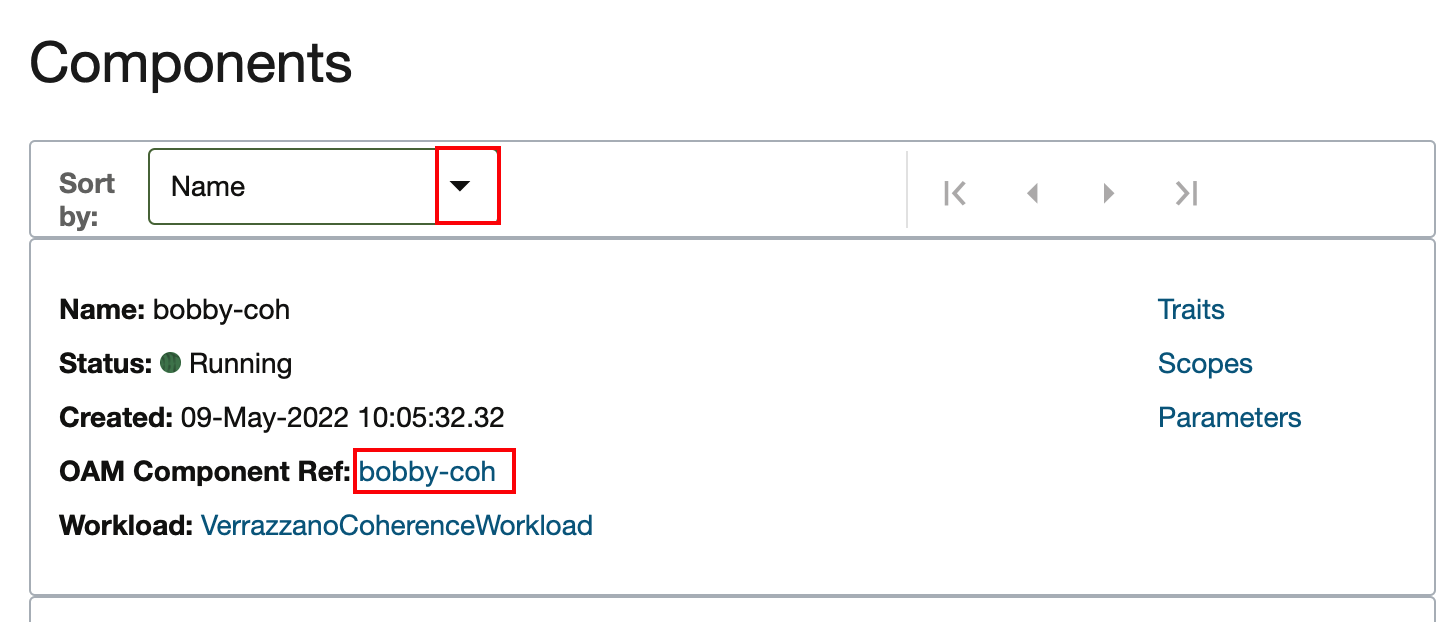 Components
Sort
by:
Name
Name: bobby-coh
Traits
Status: Running
Scopes
Created: 09-May-2022 10:05:32.32
Parameters
OAM Component Ref: bobby-coh
Workload: VerrazzanoCoherenceWorkload